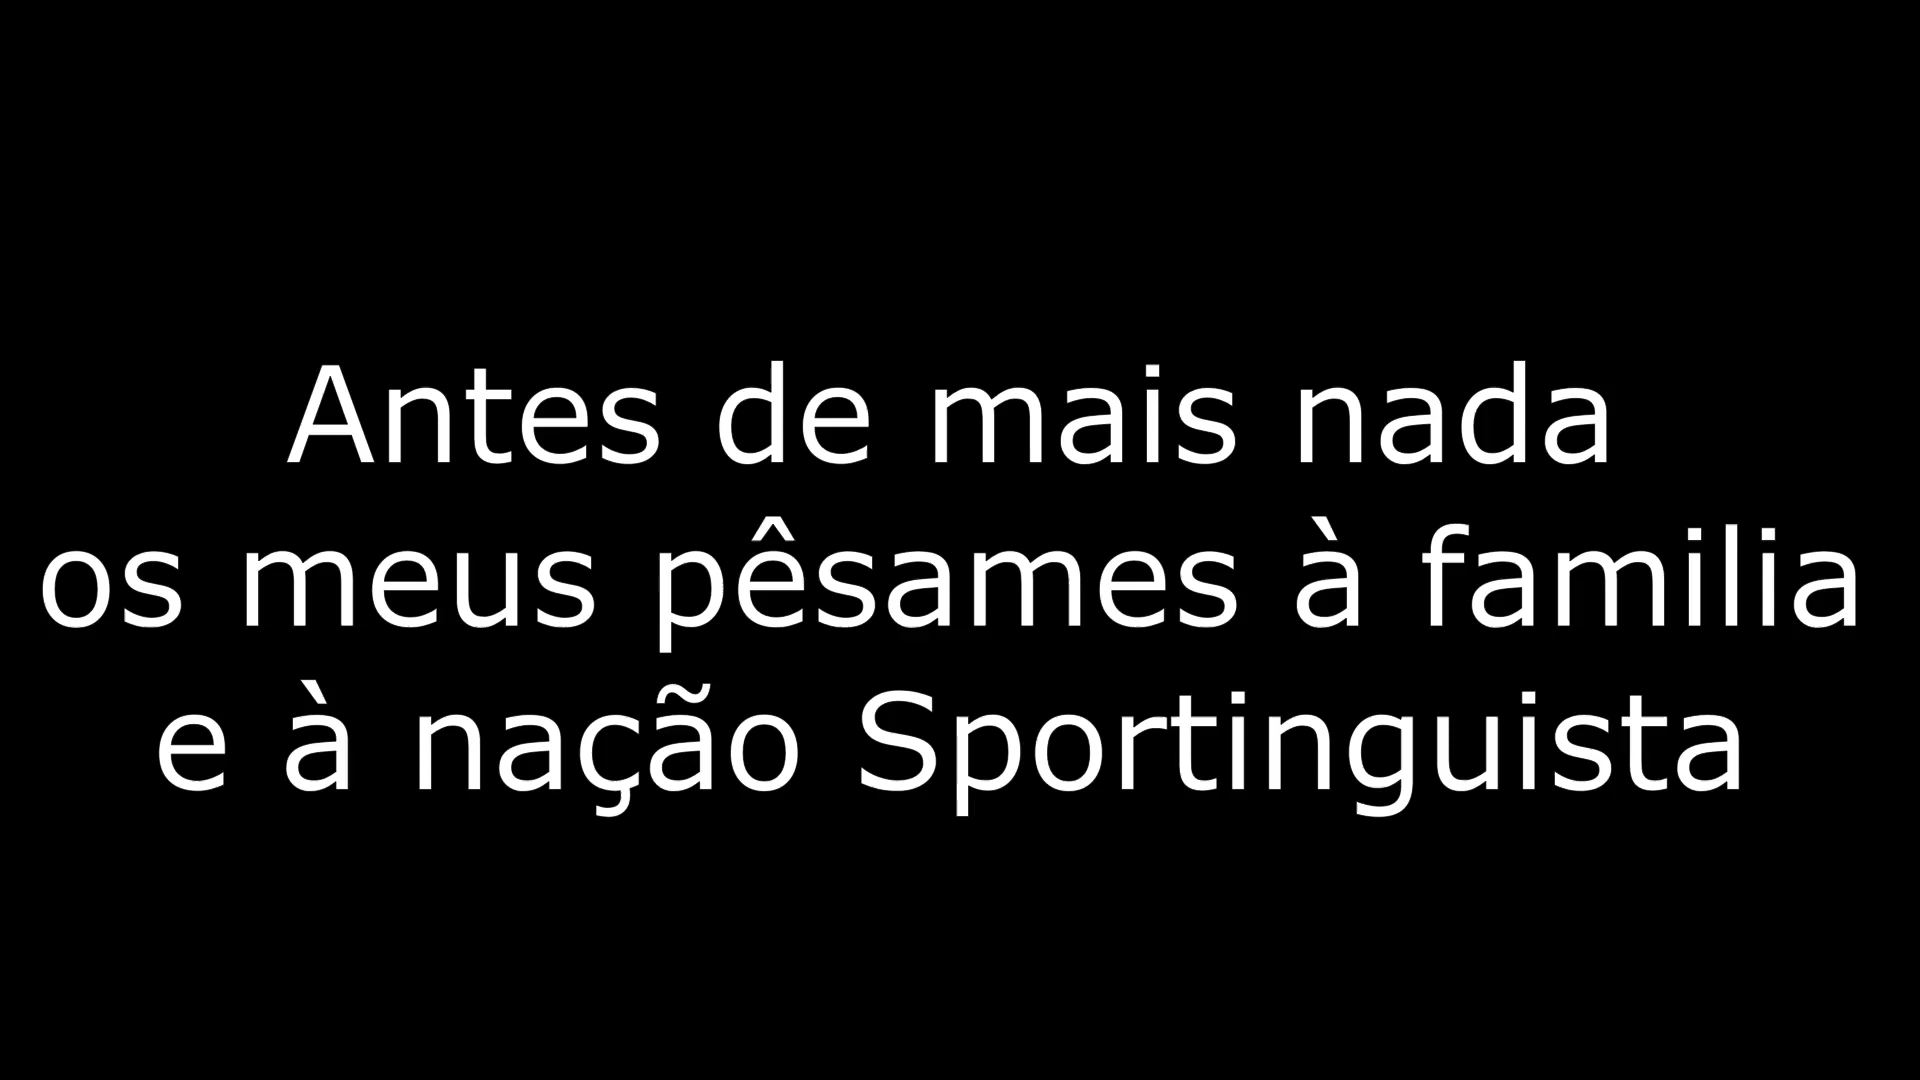 Antes de mais nada
os meus pêsames à familia
e à nação Sportinguista